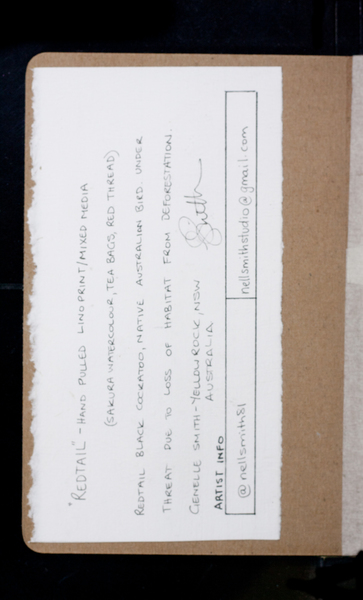 "REDTAIL" - HAND PULLED LINOPRINT/MIXED MEDIA
(SAKURA WATERCOLOUR, TEA BAGS, RED THREAD)
REDTAIL BLACK COCKATOO, NATIVE AUSTRALIAN BIRD. UNDER
THREAT DUE TO LOSS OF HABITAT FROM DEFORESTATION.
GENELLE SMITH - YELLOW ROCK, NSW
AUSTRALIA
ARTIST INFO
@nellsmith81 nellsmithstudio@gmail.com